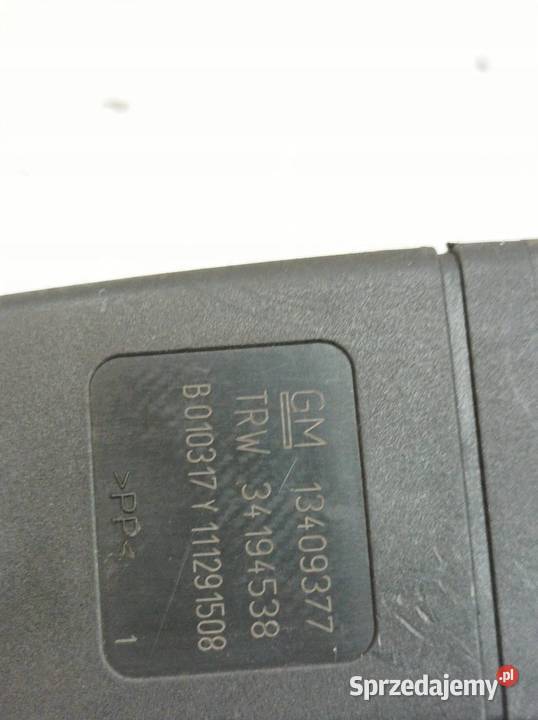 GM 13409377
TRW 34194538
B 010317 Y 111291508
>PP<
1
Sprzedajemy.pl